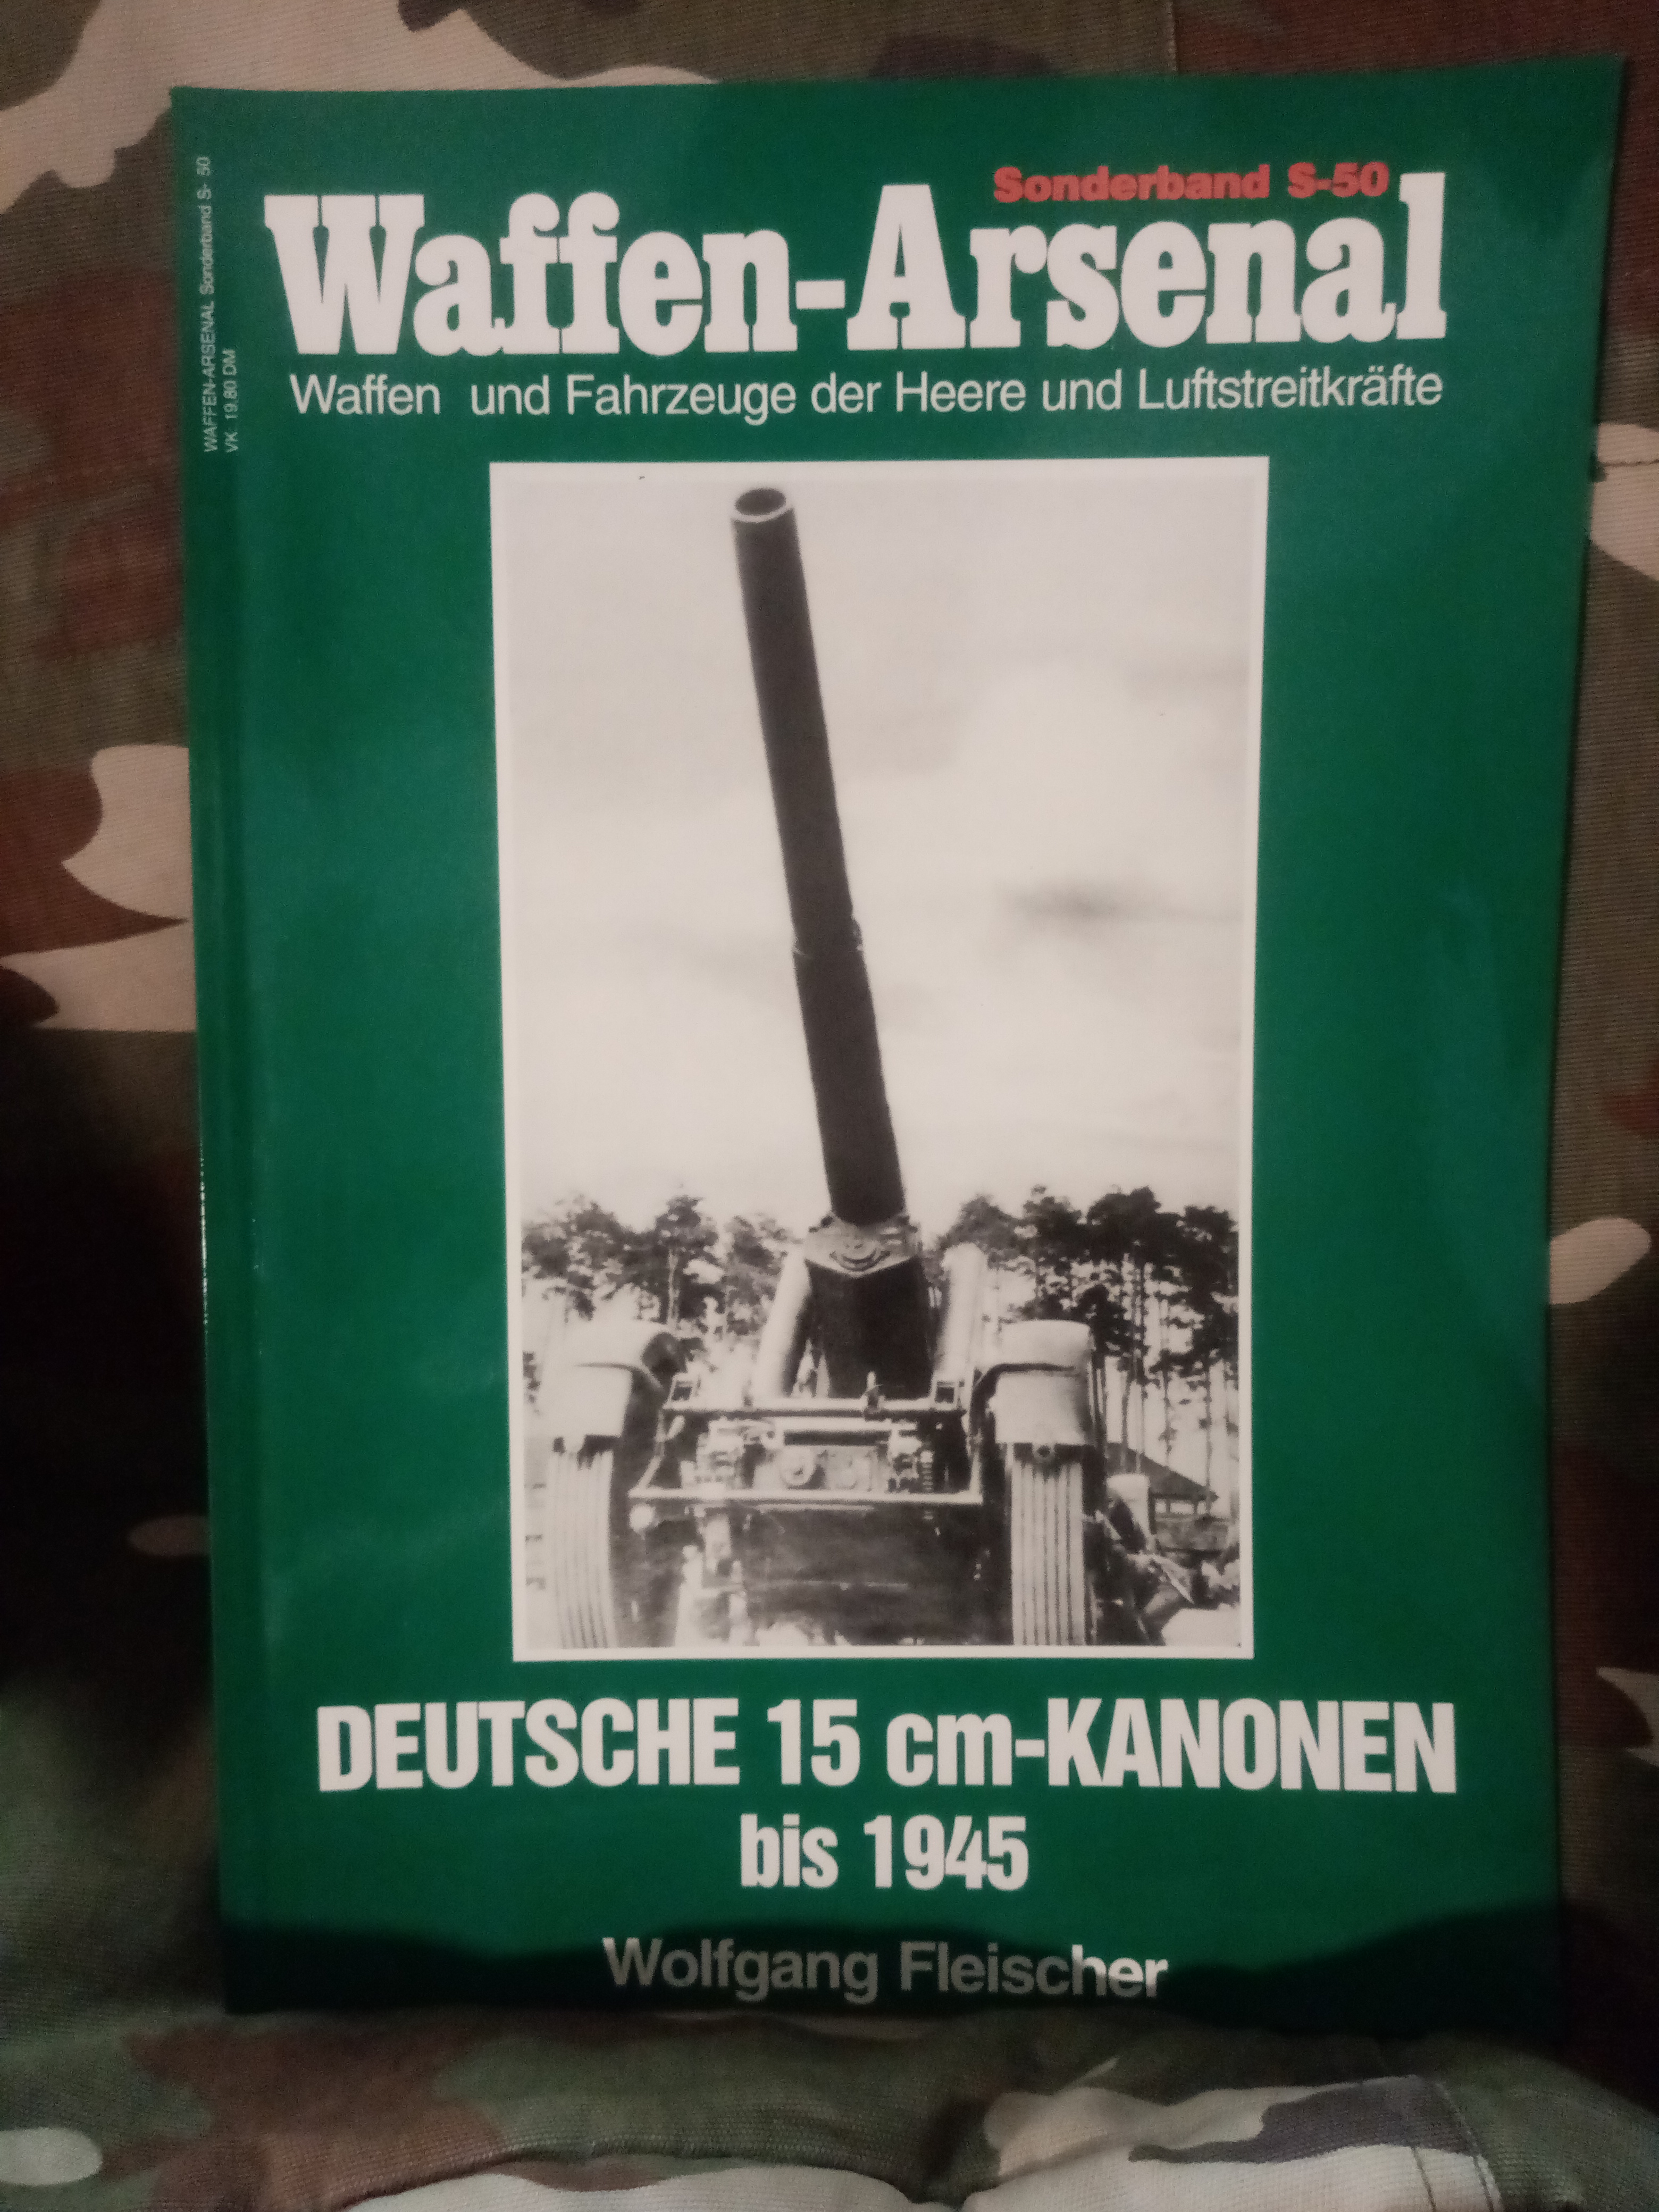 Sonderband S-50
Waffen-Arsenal
Waffen und Fahrzeuge der Heere und Luftstreitkräfte
WAFFEN-ARSENAL Sonderband S- 50
VK: 19.80 DM
DEUTSCHE 15 cm-KANONEN
bis 1945
Wolfgang Fleischer